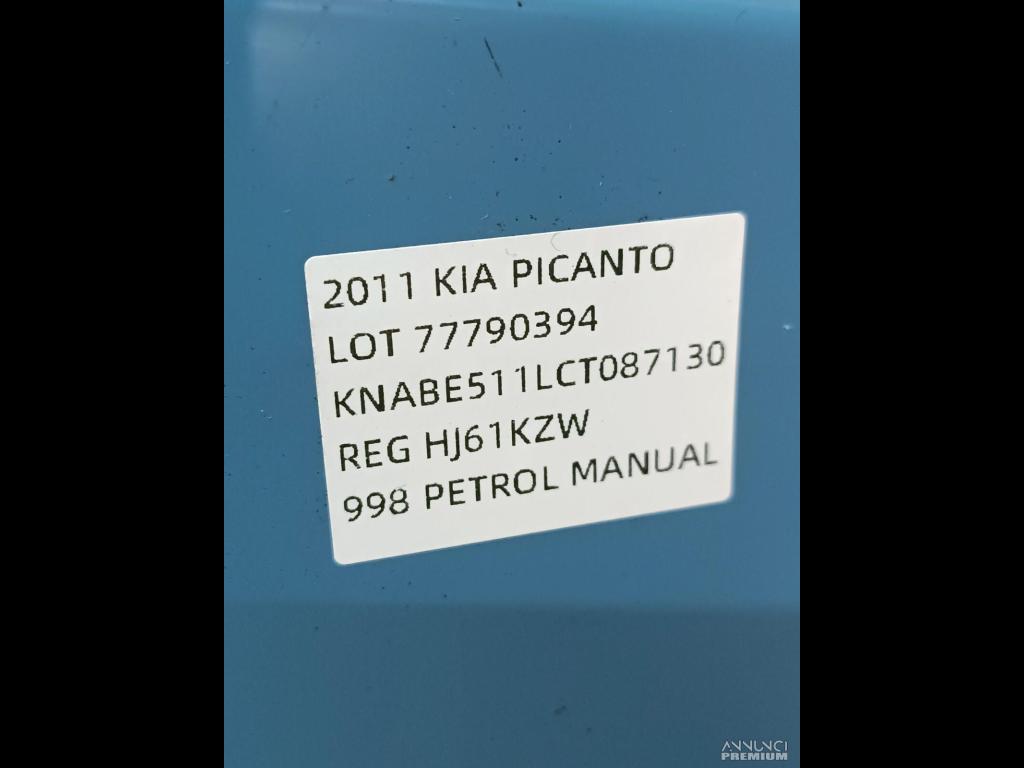 2011 KIA PICANTO
LOT 77790394
KNABE511LCT087130
REG HJ61KZW
998 PETROL MANUAL
ANNUNCI
PREMIUM